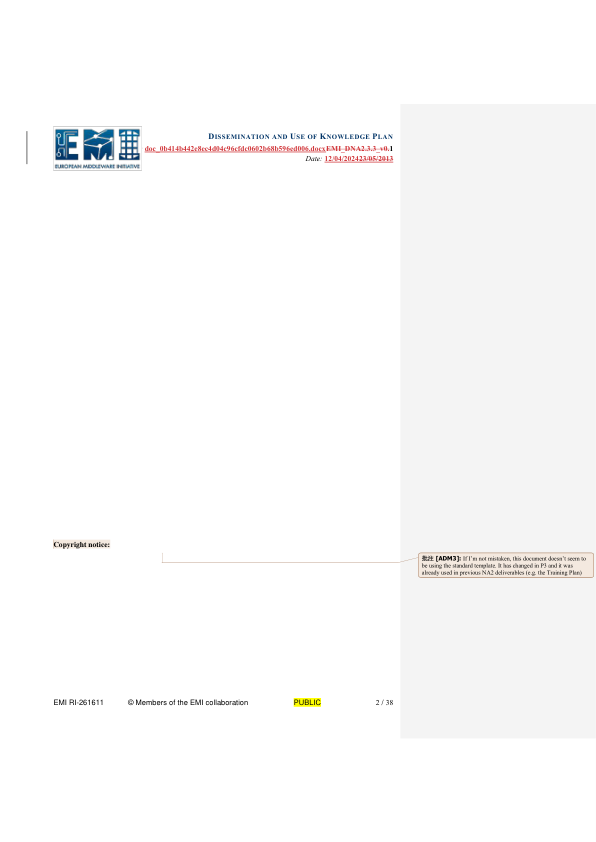 EMI
EUROPEAN MIDDLEWARE INITIATIVE
DISSEMINATION AND USE OF KNOWLEDGE PLAN
doc_0b414b442c8ec4d04c96cfdc0602b68b596ed006.docxEMI_DNA2.3.3_v0.1
Date: 12/04/202423/05/2013
Copyright notice:
批注 [ADM3]: If I'm not mistaken, this document doesn't seem to
be using the standard template. It has changed in P3 and it was
already used in previous NA2 deliverables (e.g. the Training Plan)
EMI RI-261611 © Members of the EMI collaboration PUBLIC 2 / 38